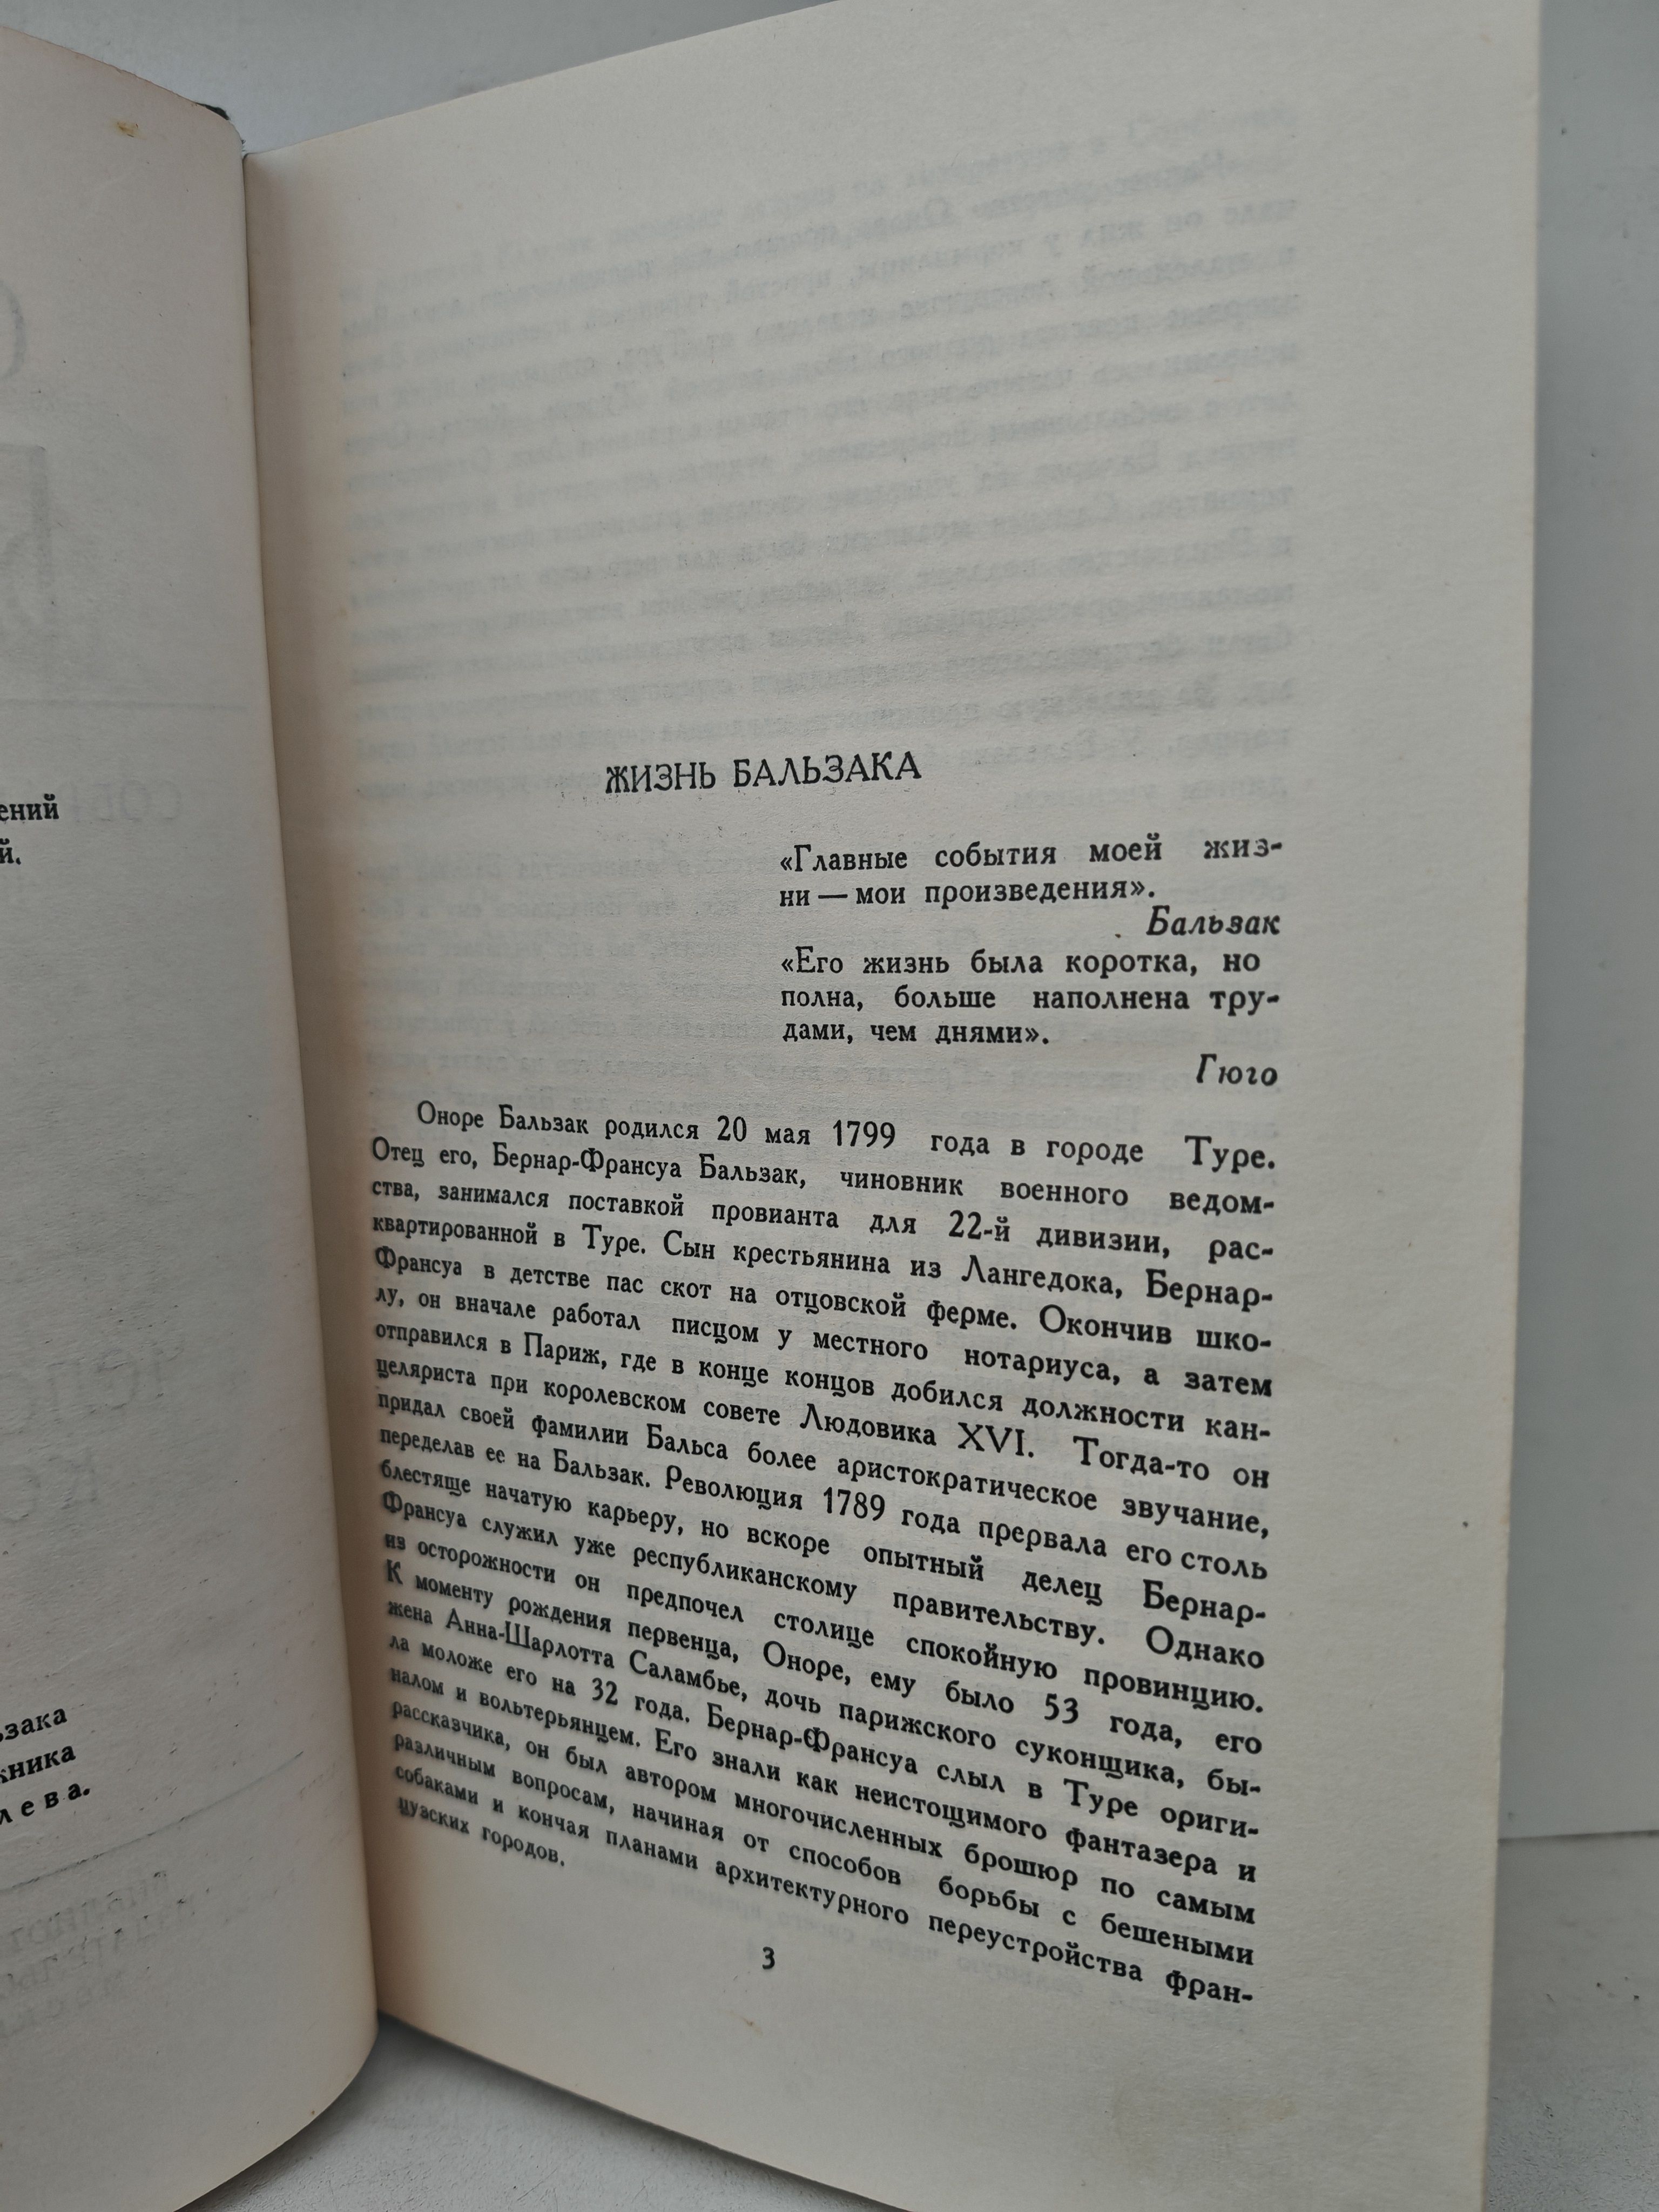 ений
й.
ьзака
жника
л е в а.
ЖИЗНЬ БАЛЬЗАКА
«Главные события моей жиз-
ни — мои произведения».
Бальзак
«Его жизнь была коротка, но
полна, больше наполнена тру-
дами, чем днями».
Гюго
Оноре Бальзак родился 20 мая 1799 года в городе Туре.
Отец его, Бернар-Франсуа Бальзак, чиновник военного ведом-
ства, занимался поставкой провианта для 22-й дивизии, рас-
квартированной в Туре. Сын крестьянина из Лангедока, Бернар-
Франсуа в детстве пас скот на отцовской ферме. Окончив шко-
лу, он вначале работал писцом у местного нотариуса, а затем
отправился в Париж, где в конце концов добился должности кан-
целяриста при королевском совете Людовика XVI. Тогда-то он
придал своей фамилии Бальса более аристократическое звучание,
переделав ее на Бальзак. Революция 1789 года прервала его столь
блестяще начатую карьеру, но вскоре опытный делец Бернар-
Франсуа служил уже республиканскому правительству. Однако
из осторожности он предпочел столице спокойную провинцию.
К моменту рождения первенца, Оноре, ему было 53 года, его
жена Анна-Шарлотта Саламбье, дочь парижского суконщика, бы-
ла моложе его на 32 года. Бернар-Франсуа слыл в Туре ориги-
налом и вольтерьянцем. Его знали как неистощимого фантазера и
рассказчика, он был автором многочисленных брошюр по самым
различным вопросам, начиная от способов борьбы с бешеными
собаками и кончая планами архитектурного переустройства фран-
цузских городов.
3